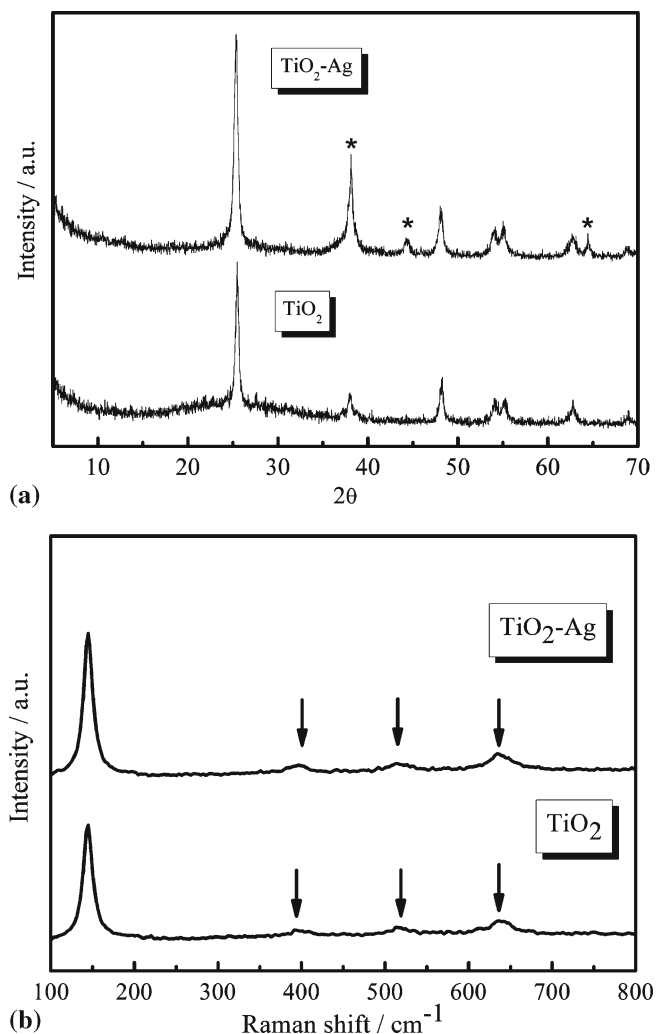 TiO₂-Ag
*
*
*
TiO₂
Intensity / a.u.
10 20 30 40 50 60 70
2θ
(a)
TiO₂-Ag
TiO₂
Intensity / a.u.
100 200 300 400 500 600 700 800
Raman shift / cm⁻¹
(b)